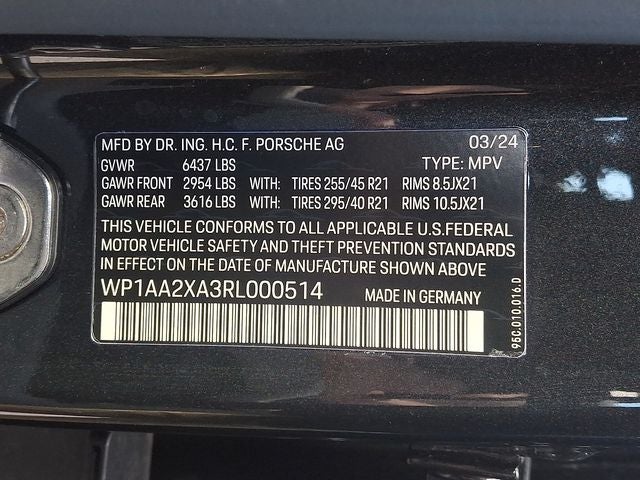 MFD BY DR. ING. H.C. F. PORSCHE AG 03/24
GVWR 6437 LBS TYPE: MPV
GAWR FRONT 2954 LBS WITH: TIRES 255/45 R21 RIMS 8.5JX21
GAWR REAR 3616 LBS WITH: TIRES 295/40 R21 RIMS 10.5JX21
THIS VEHICLE CONFORMS TO ALL APPLICABLE U.S.FEDERAL
MOTOR VEHICLE SAFETY AND THEFT PREVENTION STANDARDS
IN EFFECT ON THE DATE OF MANUFACTURE SHOWN ABOVE
WP1AA2XA3RL000514 MADE IN GERMANY
95C.010.016.D